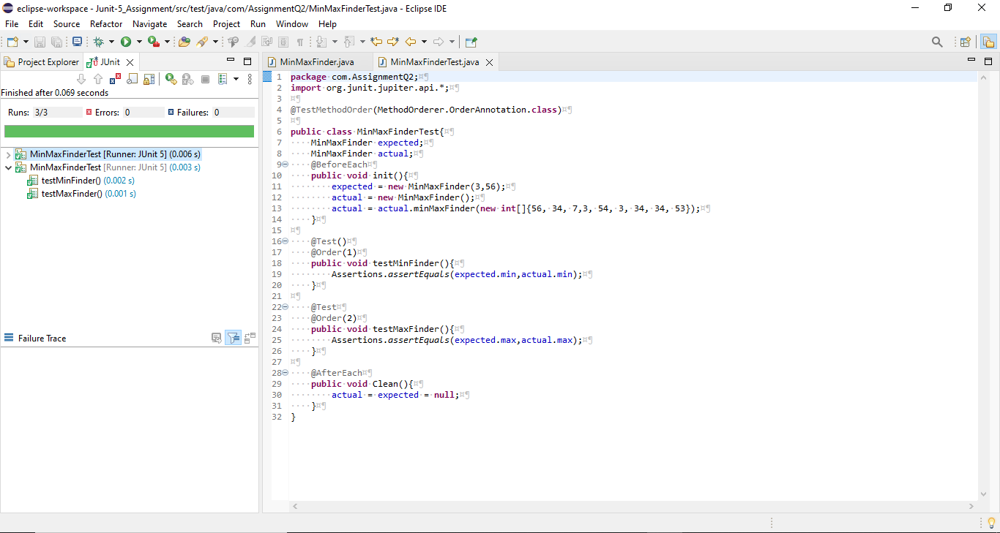 eclipse-workspace - Junit-5_Assignment/src/test/java/com/AssignmentQ2/MinMaxFinderTest.java - Eclipse IDE
File Edit Source Refactor Navigate Search Project Run Window Help
Project Explorer JUnit
Finished after 0.069 seconds
Runs: 3/3 Errors: 0 Failures: 0
MinMaxFinderTest [Runner: JUnit 5] (0.006 s)
MinMaxFinderTest [Runner: JUnit 5] (0.003 s)
testMinFinder() (0.002 s)
testMaxFinder() (0.001 s)
Failure Trace
MinMaxFinder.java MinMaxFinderTest.java
1 package com.AssignmentQ2;¤¶
2 import org.junit.jupiter.api.*;¤¶
3 ¤¶
4 @TestMethodOrder(MethodOrderer.OrderAnnotation.class)¤¶
5 ¤¶
6 public class MinMaxFinderTest{¤¶
7 ····MinMaxFinder expected;¤¶
8 ····MinMaxFinder actual;¤¶
9 ····@BeforeEach¤¶
10 ····public void init(){¤¶
11 ········expected = new MinMaxFinder(3,56);¤¶
12 ········actual = new MinMaxFinder();¤¶
13 ········actual = actual.minMaxFinder(new int[]{56, 34, 7,3, 54, 3, 34, 34, 53});¤¶
14 ····}¤¶
15 ¤¶
16 ····@Test()¤¶
17 ····@Order(1)¤¶
18 ····public void testMinFinder(){¤¶
19 ········Assertions.assertEquals(expected.min,actual.min);¤¶
20 ····}¤¶
21 ¤¶
22 ····@Test¤¶
23 ····@Order(2)¤¶
24 ····public void testMaxFinder(){¤¶
25 ········Assertions.assertEquals(expected.max,actual.max);¤¶
26 ····}¤¶
27 ¤¶
28 ····@AfterEach¤¶
29 ····public void Clean(){¤¶
30 ········actual = expected = null;¤¶
31 ····}¤¶
32 }